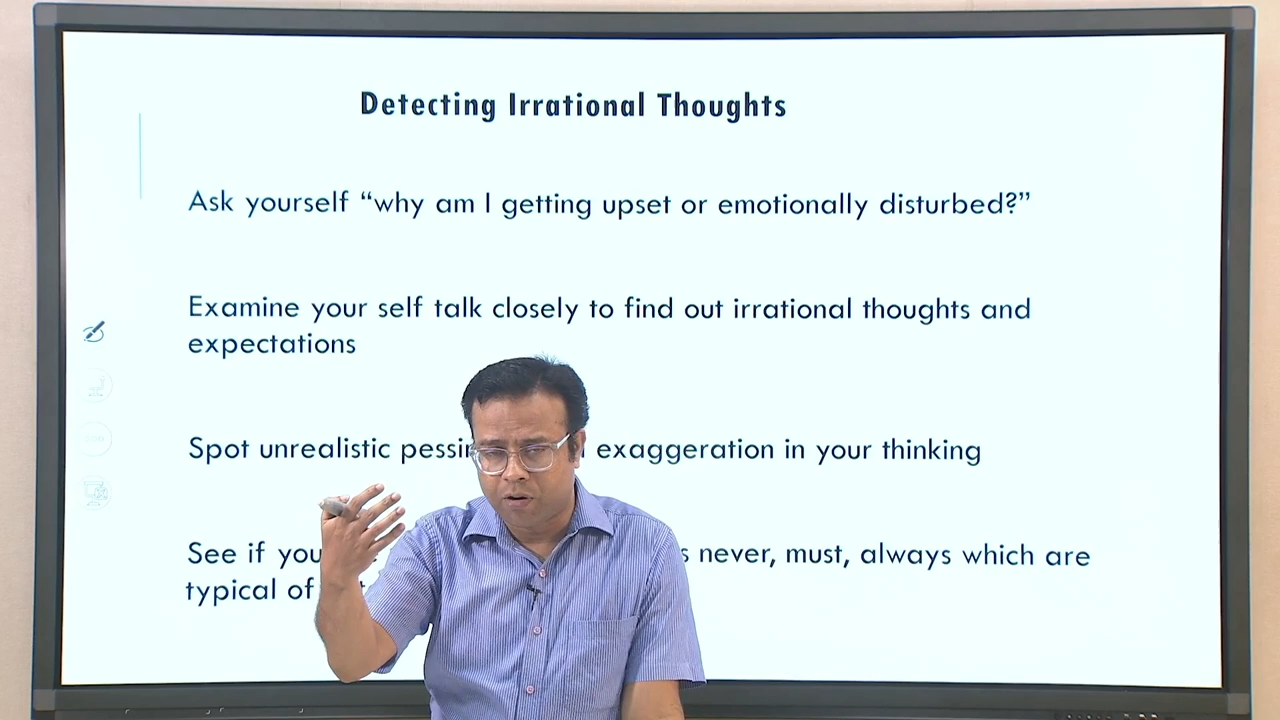 Detecting Irrational Thoughts
Ask yourself “why am I getting upset or emotionally disturbed?”
Examine your self talk closely to find out irrational thoughts and
expectations
Spot unrealistic exaggeration in your thinking
See if you never, must, always which are
typical of